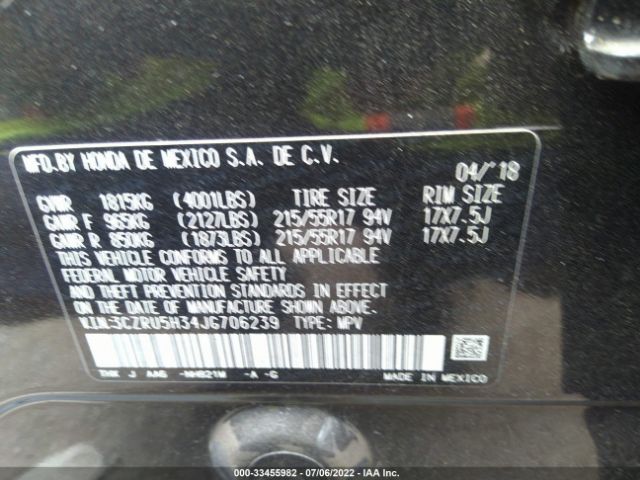 MFD.BY HONDA DE MEXICO S.A. DE C.V.
04/'18
GVWR 1815KG (4001LBS) TIRE SIZE RIM SIZE
GAWR F 965KG (2127LBS) 215/55R17 94V 17X7.5J
GAWR R 850KG (1873LBS) 215/55R17 94V 17X7.5J
THIS VEHICLE CONFORMS TO ALL APPLICABLE
FEDERAL MOTOR VEHICLE SAFETY
AND THEFT PREVENTION STANDARDS IN EFFECT
ON THE DATE OF MANUFACTURE SHOWN ABOVE.
V.I.N:3CZRU5H34JG706239 TYPE: MPV
THX J AAG -NH821M -A -G MADE IN MEXICO
000-33455982 - 07/06/2022 - IAA Inc.